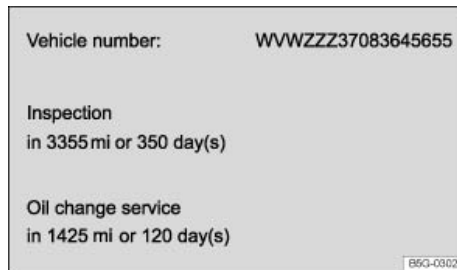 Vehicle number: WVWZZZ37083645655
Inspection
in 3355 mi or 350 day(s)
Oil change service
in 1425 mi or 120 day(s)
B5G-0302